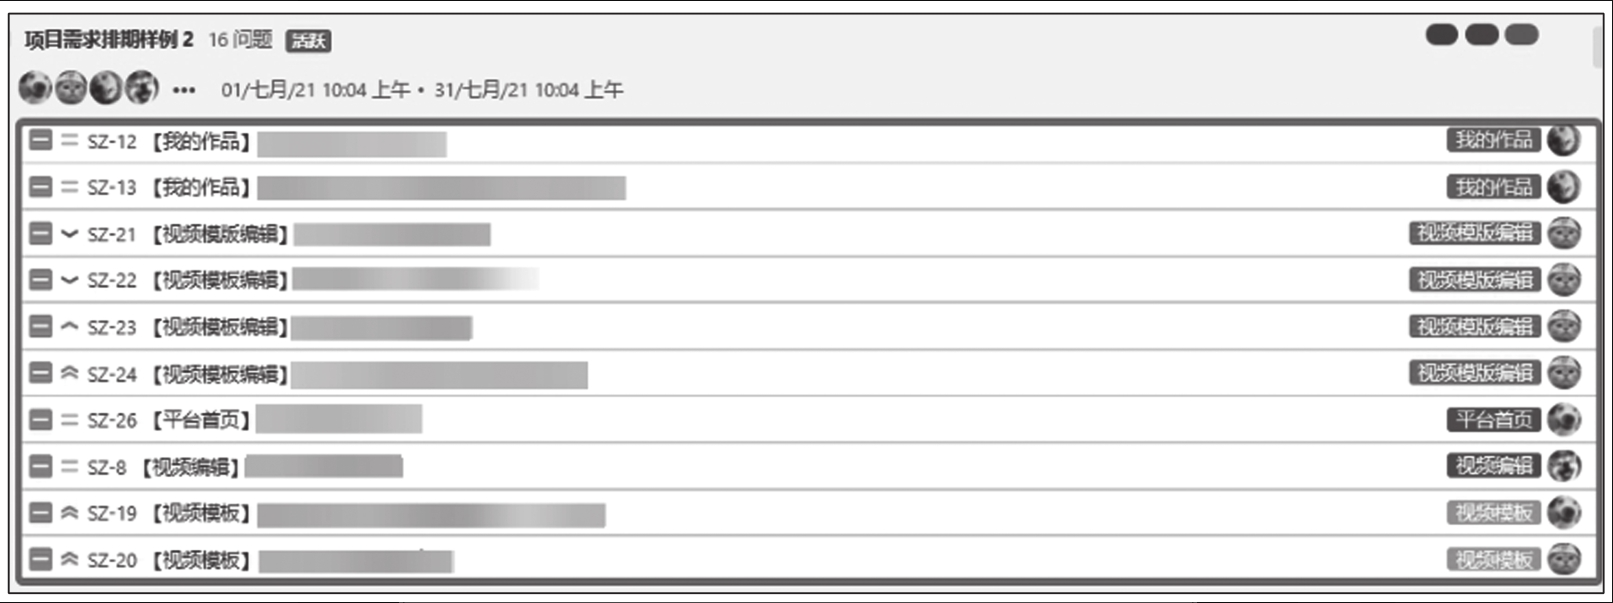 项目需求排期样例 2 16 问题 活跃
••• 01/七月/21 10:04 上午 • 31/七月/21 10:04 上午
SZ-12 【我的作品】 我的作品
SZ-13 【我的作品】 我的作品
SZ-21 【视频模版编辑】 视频模版编辑
SZ-22 【视频模板编辑】 视频模版编辑
SZ-23 【视频模板编辑】 视频模版编辑
SZ-24 【视频模板编辑】 视频模版编辑
SZ-26 【平台首页】 平台首页
SZ-8 【视频编辑】 视频编辑
SZ-19 【视频模板】 视频模板
SZ-20 【视频模板】 视频模板